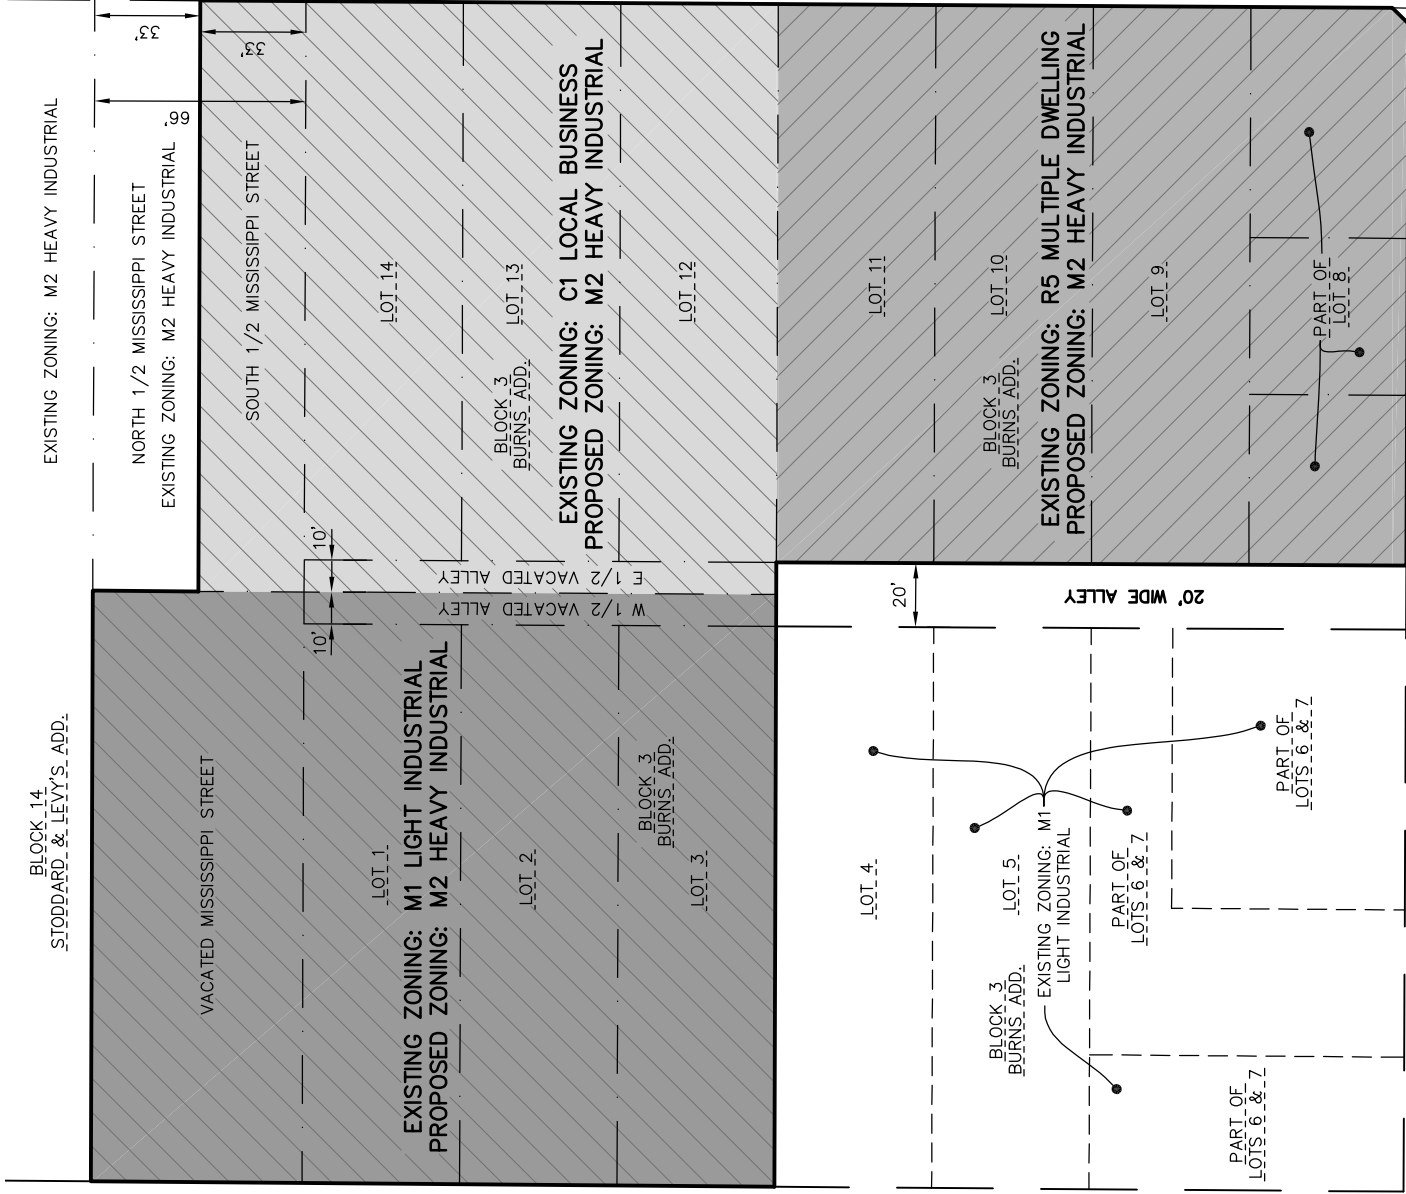 BLOCK 14
STODDARD & LEVY'S ADD.
EXISTING ZONING: M2 HEAVY INDUSTRIAL
NORTH 1/2 MISSISSIPPI STREET
EXISTING ZONING: M2 HEAVY INDUSTRIAL
33'
33'
66'
VACATED MISSISSIPPI STREET
SOUTH 1/2 MISSISSIPPI STREET
10'
10'
LOT 1
LOT 14
EXISTING ZONING: M1 LIGHT INDUSTRIAL
PROPOSED ZONING: M2 HEAVY INDUSTRIAL
W 1/2 VACATED ALLEY
E 1/2 VACATED ALLEY
LOT 2
BLOCK 3
BURNS ADD.
LOT 13
EXISTING ZONING: C1 LOCAL BUSINESS
PROPOSED ZONING: M2 HEAVY INDUSTRIAL
BLOCK 3
BURNS ADD.
LOT 3
LOT 12
LOT 4
20'
LOT 11
LOT 5
BLOCK 3
BURNS ADD.
BLOCK 3
BURNS ADD.
LOT 10
EXISTING ZONING: M1
LIGHT INDUSTRIAL
20' WIDE ALLEY
EXISTING ZONING: R5 MULTIPLE DWELLING
PROPOSED ZONING: M2 HEAVY INDUSTRIAL
PART OF
LOTS 6 & 7
LOT 9
PART OF
LOTS 6 & 7
PART OF
LOTS 6 & 7
PART OF
LOT 8